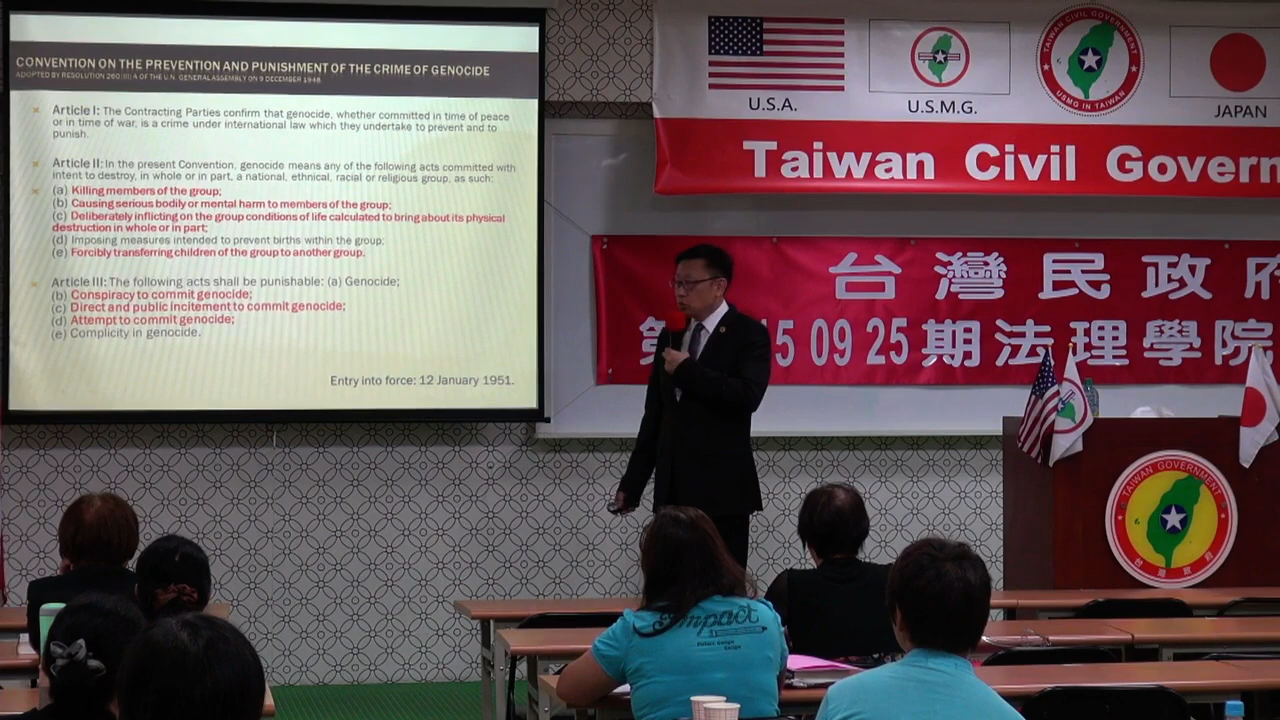 CONVENTION ON THE PREVENTION AND PUNISHMENT OF THE CRIME OF GENOCIDE
ADOPTED BY RESOLUTION 260 (III) A OF THE U.N. GENERAL ASSEMBLY ON 9 DECEMBER 1948
Article I: The Contracting Parties confirm that genocide, whether committed in time of peace
or in time of war, is a crime under international law which they undertake to prevent and to
punish.
Article II: In the present Convention, genocide means any of the following acts committed with
intent to destroy, in whole or in part, a national, ethnical, racial or religious group, as such:
(a) Killing members of the group;
(b) Causing serious bodily or mental harm to members of the group;
(c) Deliberately inflicting on the group conditions of life calculated to bring about its physical
destruction in whole or in part;
(d) Imposing measures intended to prevent births within the group;
(e) Forcibly transferring children of the group to another group.
Article III: The following acts shall be punishable: (a) Genocide;
(b) Conspiracy to commit genocide;
(c) Direct and public incitement to commit genocide;
(d) Attempt to commit genocide;
(e) Complicity in genocide.
Entry into force: 12 January 1951.
U.S.A.
U.S.M.G.
TAIWAN CIVIL GOVERNMENT
USMG IN TAIWAN
JAPAN
Taiwan Civil Govern
台灣民政府
第 15 09 25期法理學院
TAIWAN GOVERNMENT
台灣政府
Impact